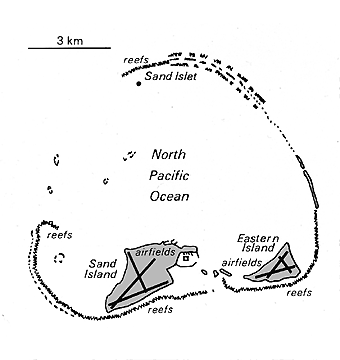 3 km
reefs
Sand Islet
North
Pacific
Ocean
reefs
Eastern
Island
airfields
airfields
Sand
Island
reefs
reefs